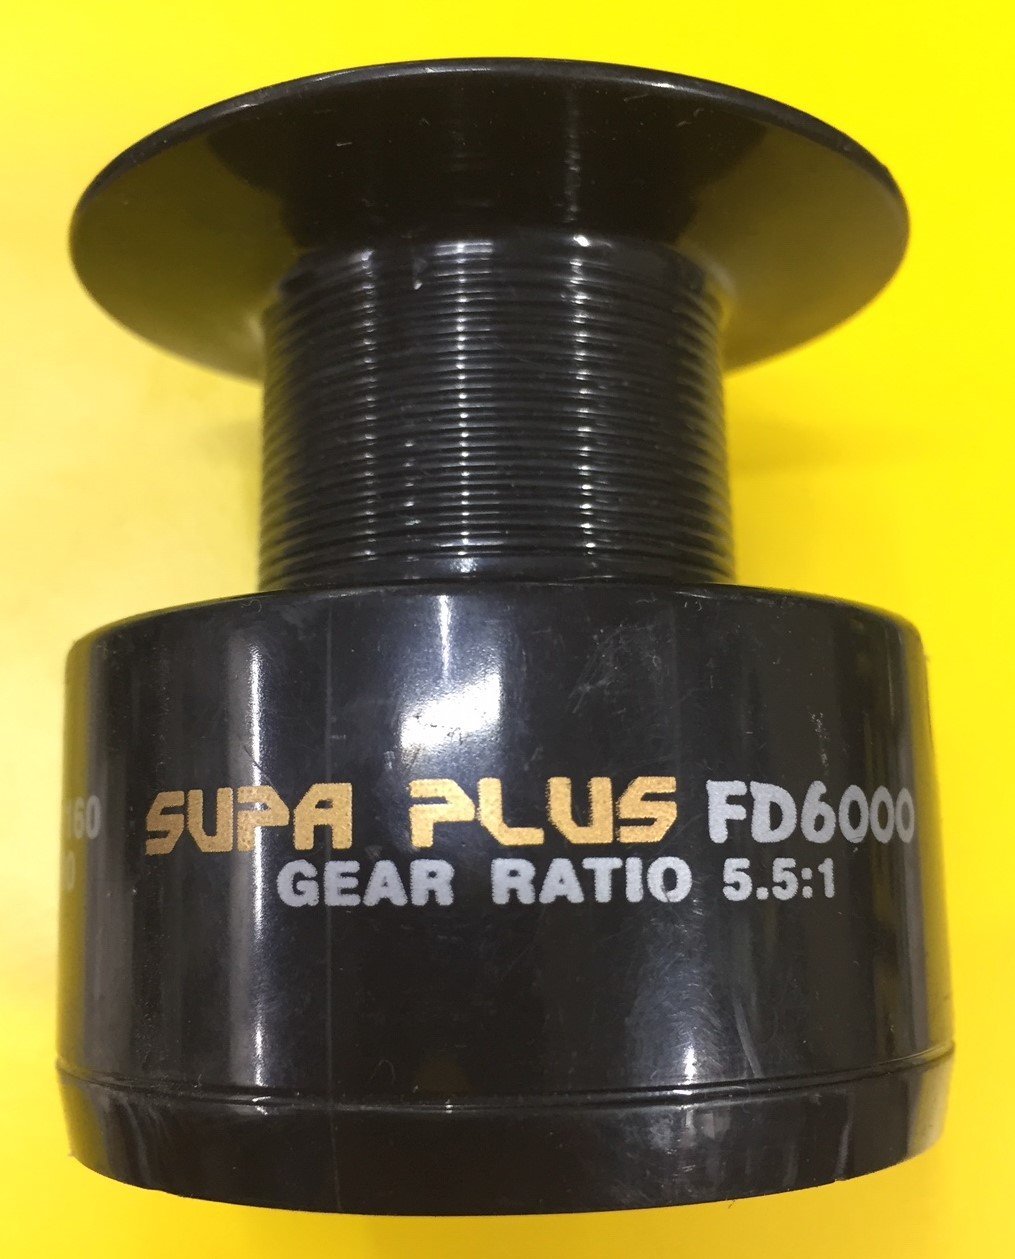 SUPA PLUS FD6000
GEAR RATIO 5.5:1